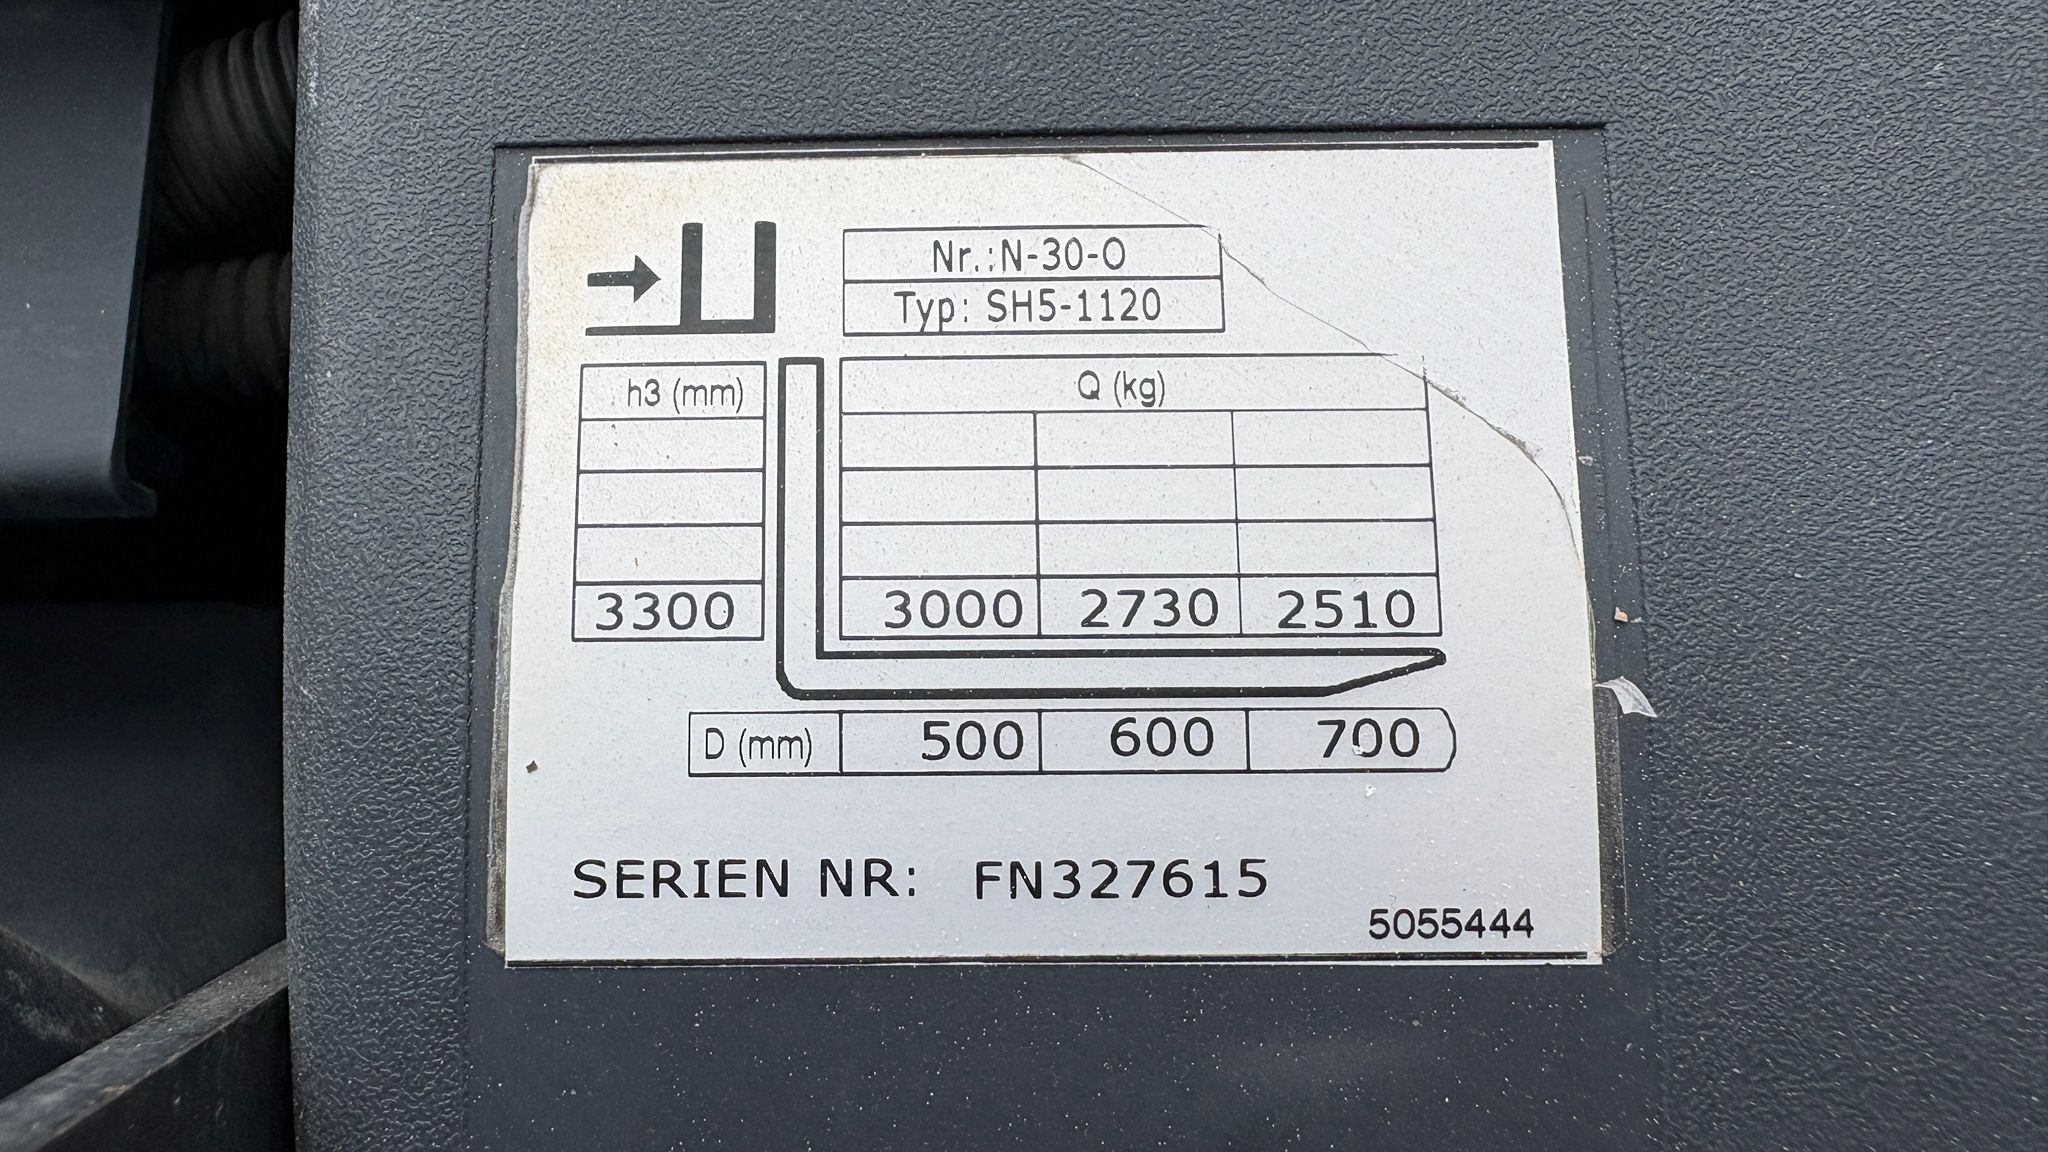 Nr.:N-30-O
Typ: SH5-1120
h3 (mm) Q (kg)
3300 3000 2730 2510
D (mm) 500 600 700
SERIEN NR: FN327615
5055444